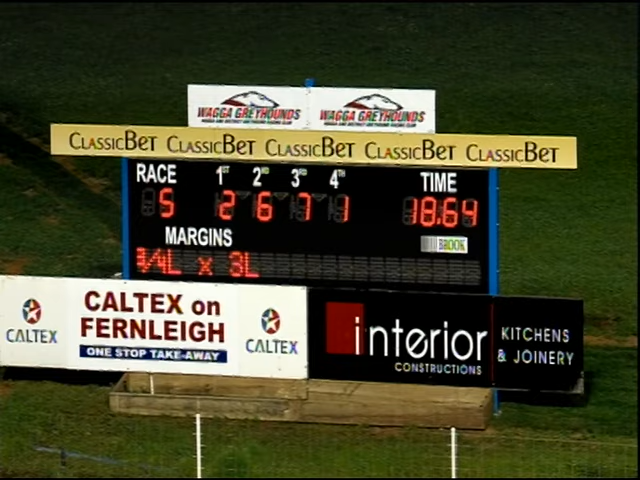 WAGGA GREYHOUNDS WAGGA GREYHOUNDS
CLASSICBET CLASSICBET CLASSICBET CLASSICBET CLASSICBET
RACE 1ST 2ND 3RD 4TH TIME
5 2 6 7 1 18.64
MARGINS BROOK
3/4L x 3L
CALTEX
CALTEX on
FERNLEIGH
ONE STOP TAKE-AWAY
CALTEX
interior
CONSTRUCTIONS
KITCHENS
& JOINERY